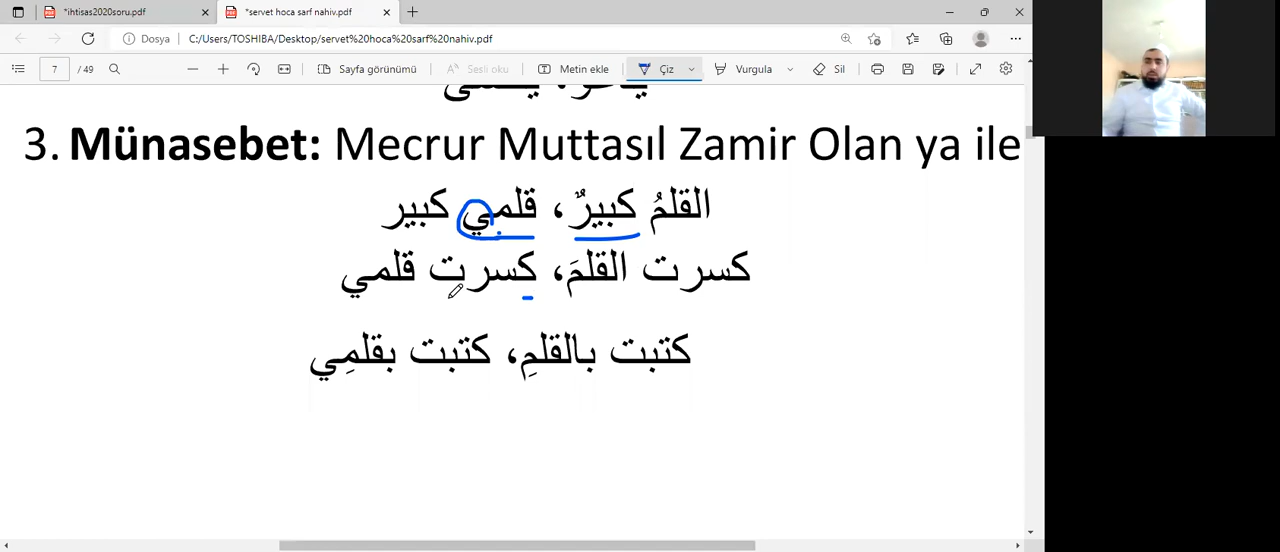 *ihtisas2020soru.pdf
*servet hoca sarf nahiv.pdf
Dosya C:/Users/TOSHIBA/Desktop/servet%20hoca%20sarf%20nahiv.pdf
7 / 49 Sayfa görünümü Sesli oku Metin ekle Çiz Vurgula Sil
3. Münasebet: Mecrur Muttasıl Zamir Olan ya ile
القلمُ كبيرٌ، قلمي كبير
كسرت القلمَ، كسرت قلمي
كتبت بالقلمِ، كتبت بقلمِي